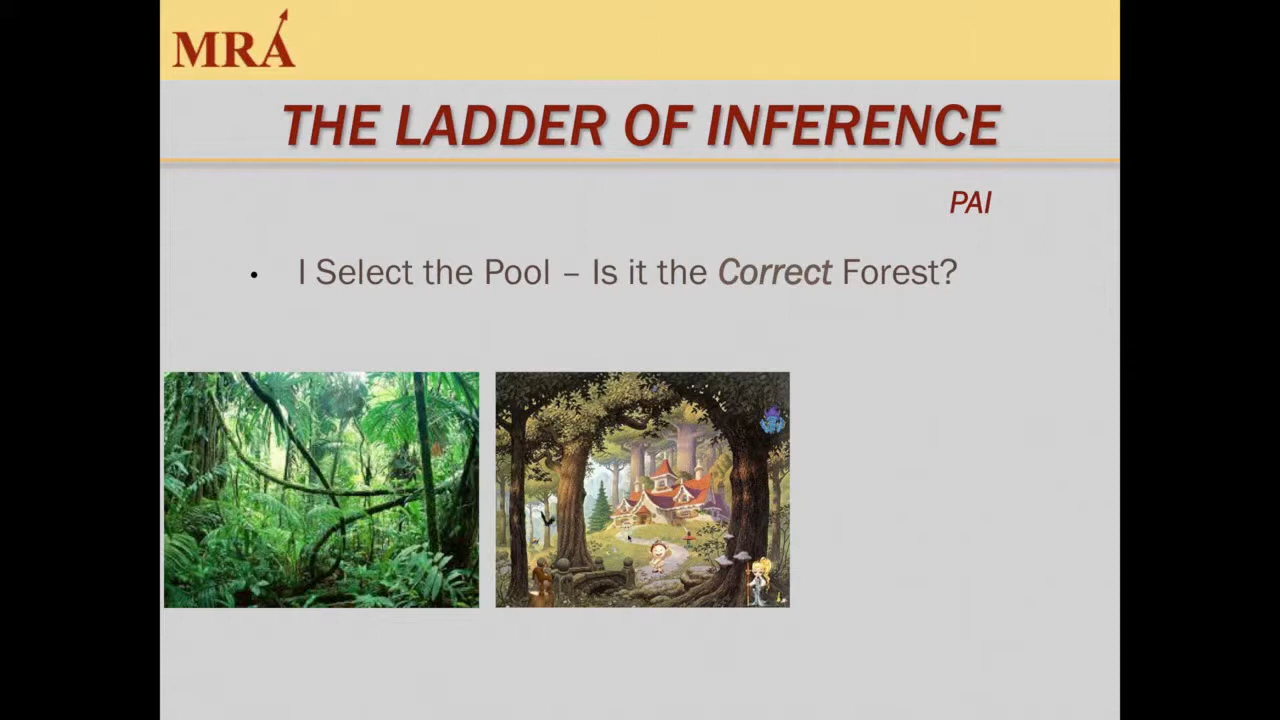 MRA
THE LADDER OF INFERENCE
PAI
• I Select the Pool – Is it the Correct Forest?